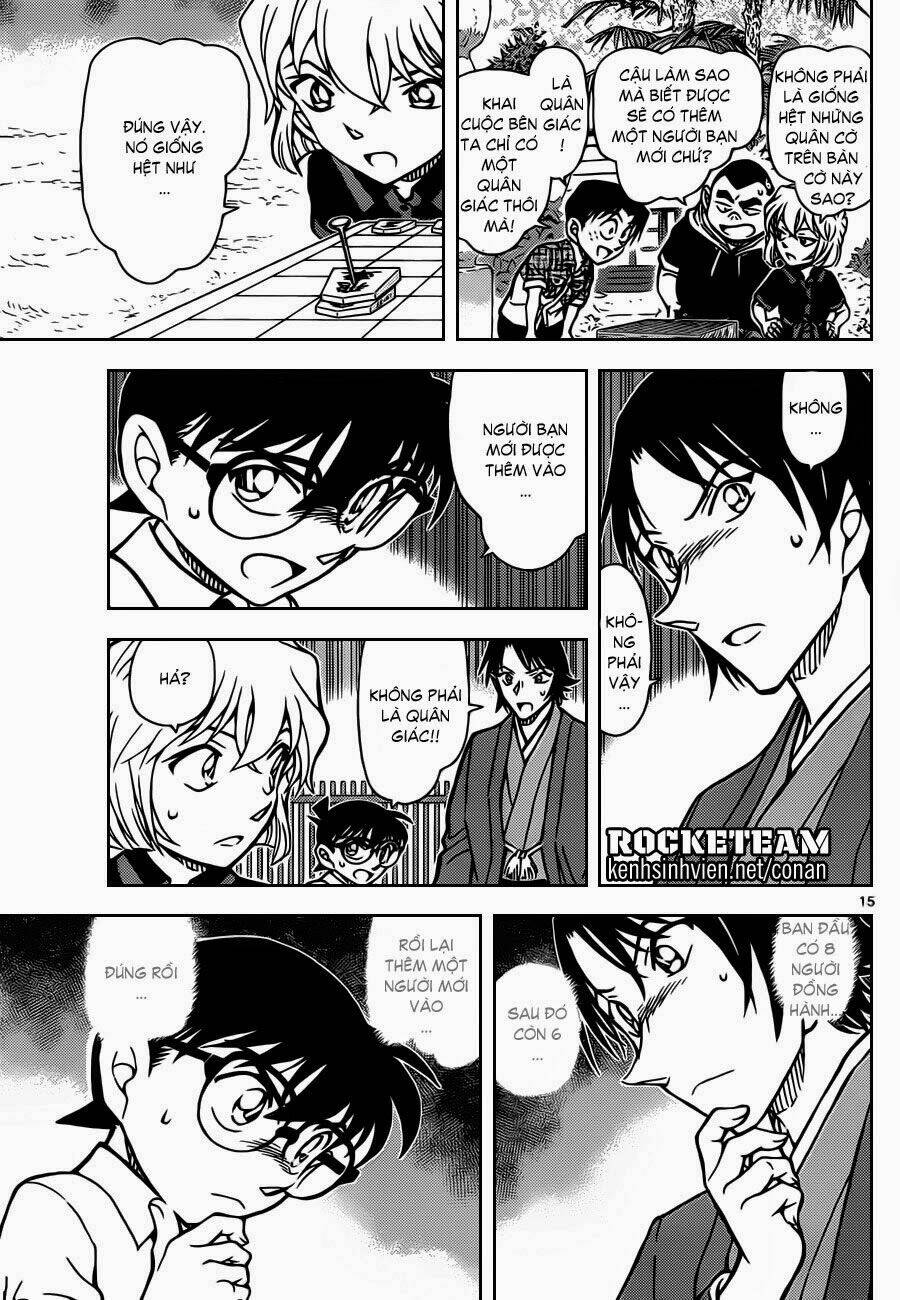 KHÔNG PHẢI
LÀ GIỐNG
HỆT NHỮNG
QUÂN CỜ
TRÊN BÀN
CỜ NÀY
SAO?
CẬU LÀM SAO
MÀ BIẾT ĐƯỢC
SẼ CÓ THÊM
MỘT NGƯỜI BẠN
MỚI CHỨ?
LÀ
QUÂN
GIÁC
!
KHAI
CUỘC BÊN
TA CHỈ CÓ
MỘT
QUÂN
GIÁC THÔI
MÀ!
ĐÚNG VẬY.
NÓ GIỐNG
HỆT NHƯ
...
KHÔNG
...
KHÔ-
NG
PHẢI
VẬY
...
NGƯỜI BẠN
MỚI ĐƯỢC
THÊM VÀO
...
KHÔNG PHẢI
LÀ QUÂN
GIÁC!!
HẢ?
ROCKETEAM
kenhsinhvien.net/conan
15
BAN ĐẦU
CÓ 8
NGƯỜI
ĐỒNG
HÀNH...
SAU ĐÓ
CÒN 6
...
RỒI LẠI
THÊM MỘT
NGƯỜI MỚI
VÀO
...
ĐÚNG RỒI
...